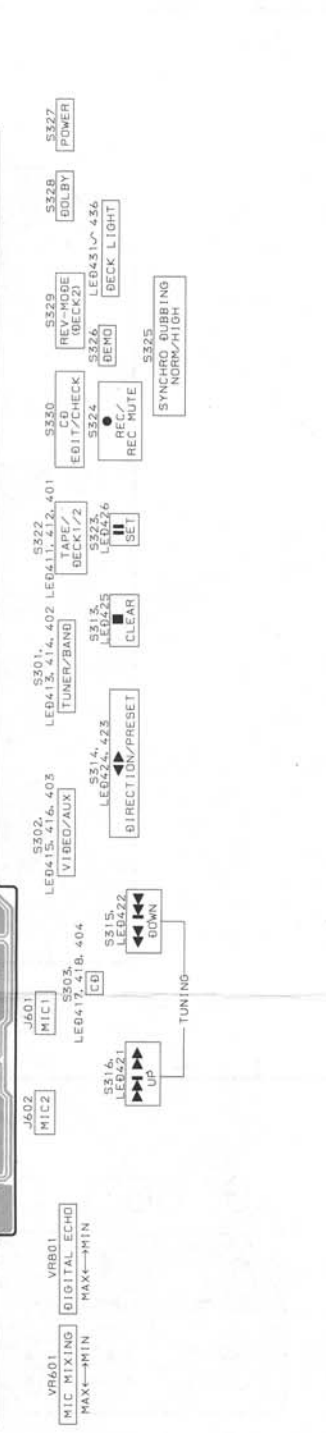 VR601
MIC MIXING
MAX←→MIN
VR801
DIGITAL ECHO
MAX←→MIN
J602
MIC2
J601
MIC1
S303,
LED417, 418, 404
CD
S302,
LED415, 416, 403
VIDEO/AUX
S301,
LED413, 414, 402
TUNER/BAND
S322
LED411, 412, 401
TAPE/
DECK1/2
S330
CD
EDIT/CHECK
S329
REV-MODE
(DECK2)
S328
DOLBY
S327
POWER
S316,
LED421
▶▶I ▶▶
UP
S315,
LED422
◀◀ I◀◀
DOWN
TUNING
S314,
LED424, 423
◀▶
DIRECTION/PRESET
S313,
LED425
■
CLEAR
S323,
LED426
II
SET
S324
●
REC/
REC MUTE
S326
DEMO
LED431∿ 436
DECK LIGHT
S325
SYNCHRO DUBBING
NORM/HIGH